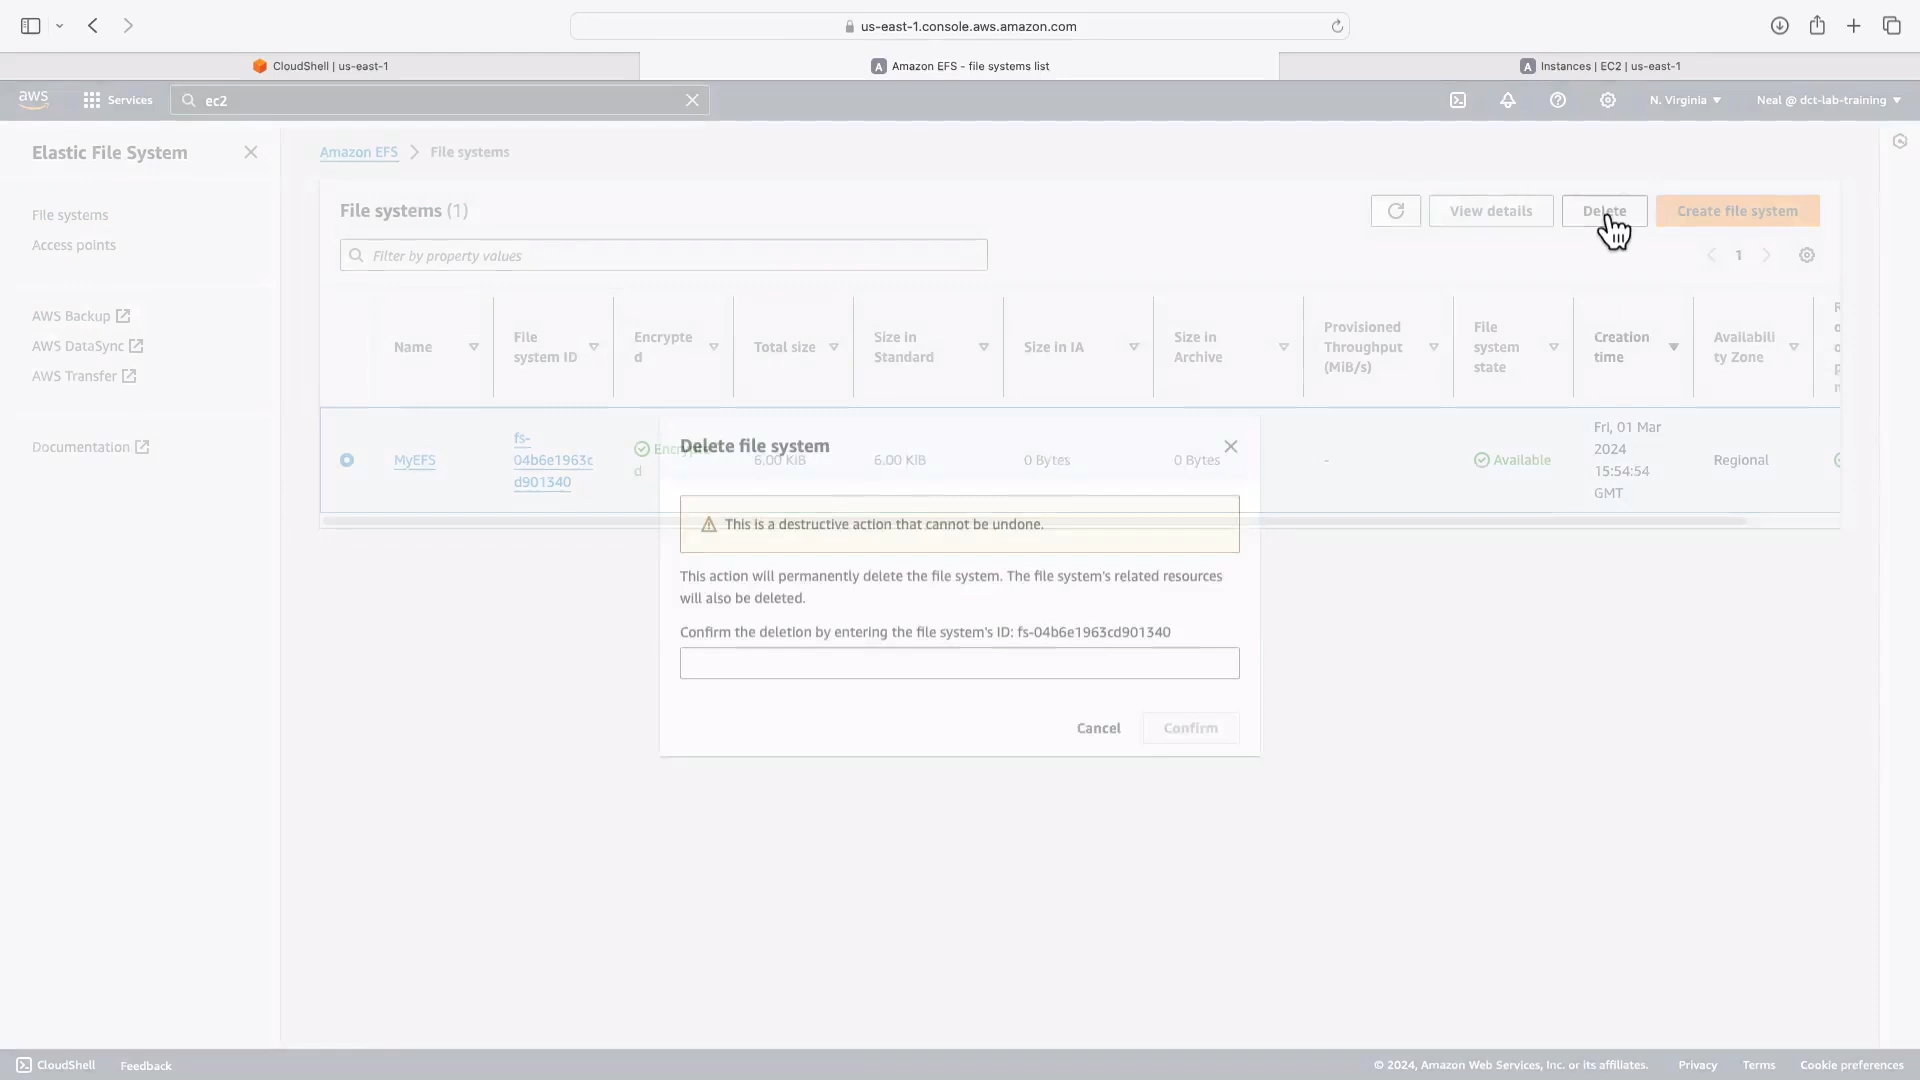 us-east-1.console.aws.amazon.com
CloudShell | us-east-1
Amazon EFS - file systems list
Instances | EC2 | us-east-1
aws
Services
ec2
N. Virginia
Neal @ dct-lab-training
Elastic File System
File systems
Access points
AWS Backup
AWS DataSync
AWS Transfer
Documentation
Amazon EFS
File systems
File systems (1)
View details
Delete
Create file system
Filter by property values
1
Name
File
system ID
Encrypte
d
Total size
Size in
Standard
Size in IA
Size in
Archive
Provisioned
Throughput
(MiB/s)
File
system
state
Creation
time
Availabili
ty Zone
MyEFS
fs-
04b6e1963c
d901340
Encrypte
d
6.00 KiB
6.00 KiB
0 Bytes
0 Bytes
-
Available
Fri, 01 Mar
2024
15:54:54
GMT
Regional
Delete file system
This is a destructive action that cannot be undone.
This action will permanently delete the file system. The file system's related resources
will also be deleted.
Confirm the deletion by entering the file system's ID: fs-04b6e1963cd901340
Cancel
Confirm
CloudShell
Feedback
© 2024, Amazon Web Services, Inc. or its affiliates.
Privacy
Terms
Cookie preferences